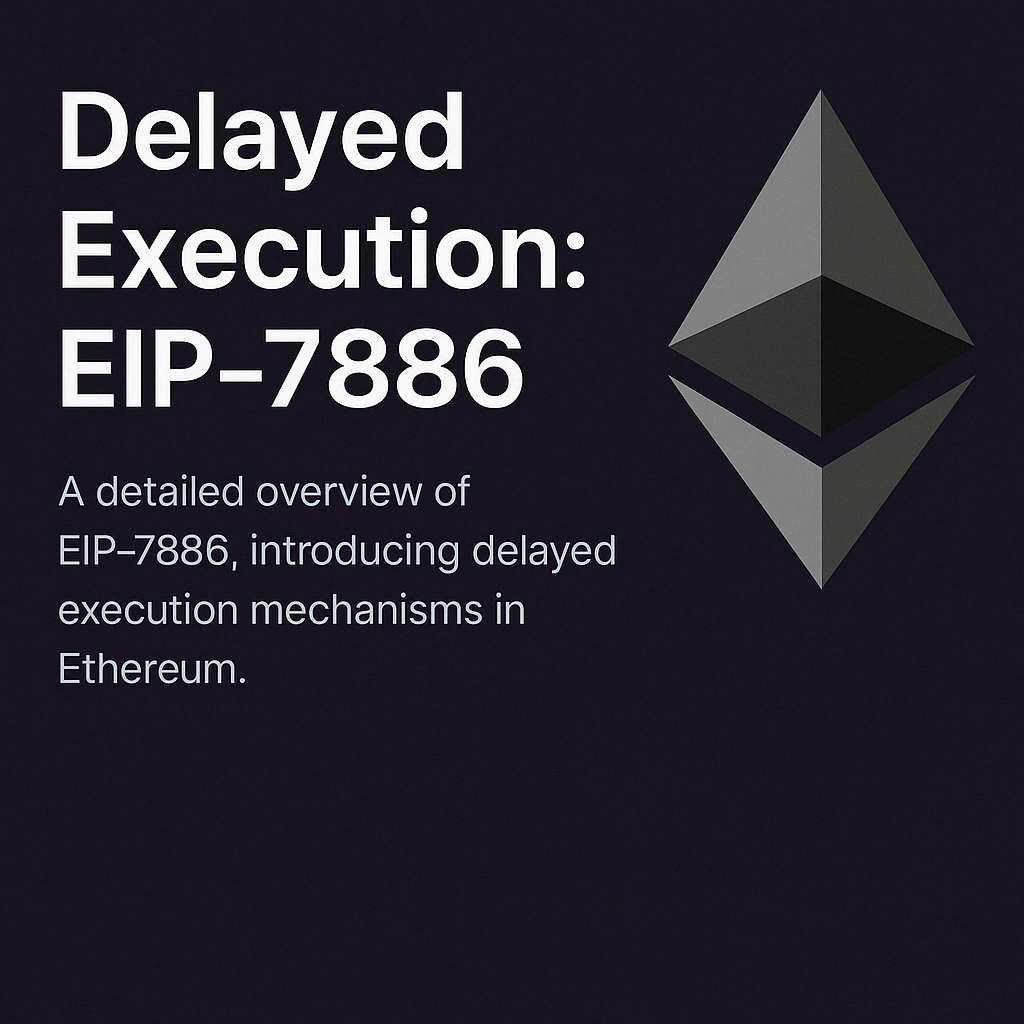 Delayed
Execution:
EIP-7886
A detailed overview of
EIP–7886, introducing delayed
execution mechanisms in
Ethereum.